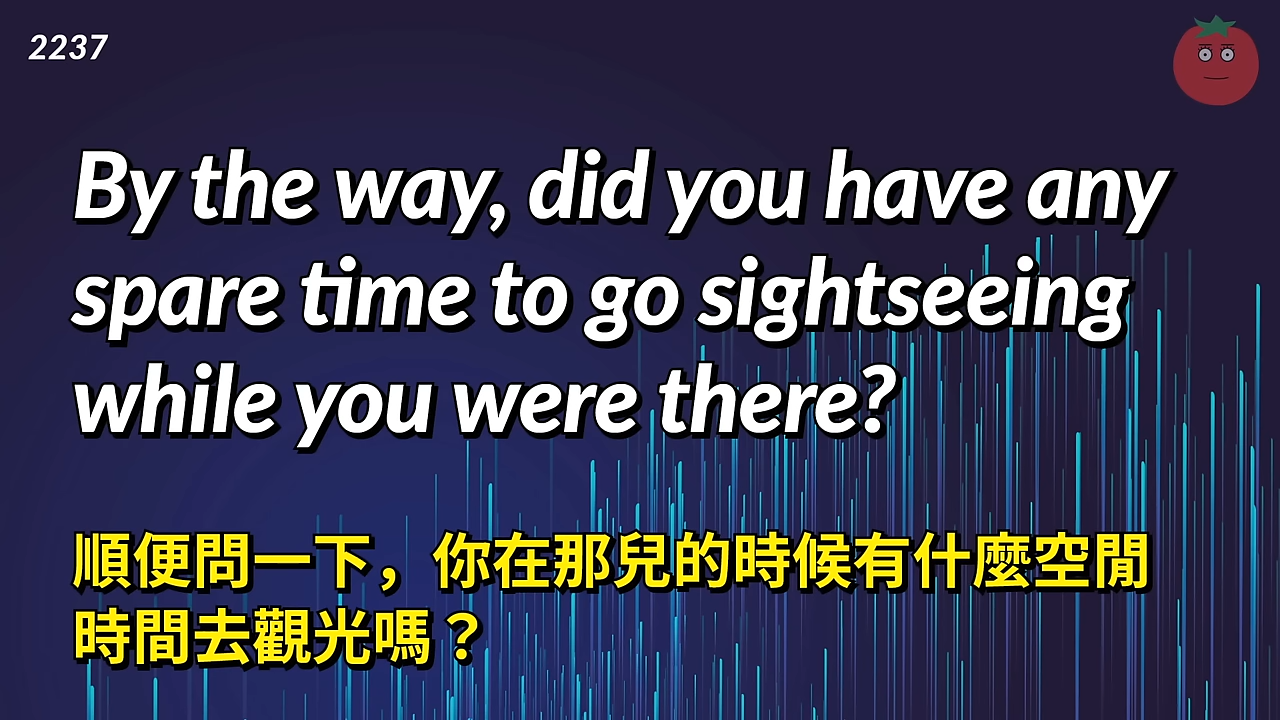 2237
By the way, did you have any
spare time to go sightseeing
while you were there?
順便問一下，你在那兒的時候有什麼空閒
時間去觀光嗎？